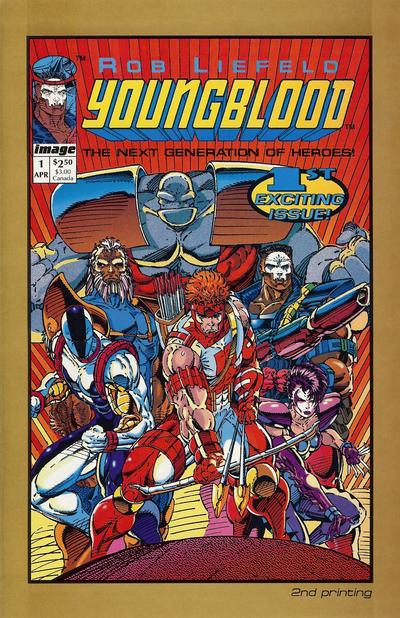 ROB LIEFELD
TM
YOUNGBLOOD
TM
THE NEXT GENERATION OF HEROES!
image
1
APR
$2.50
$3.00
Canada
1ST
EXCITING
ISSUE!
2nd printing